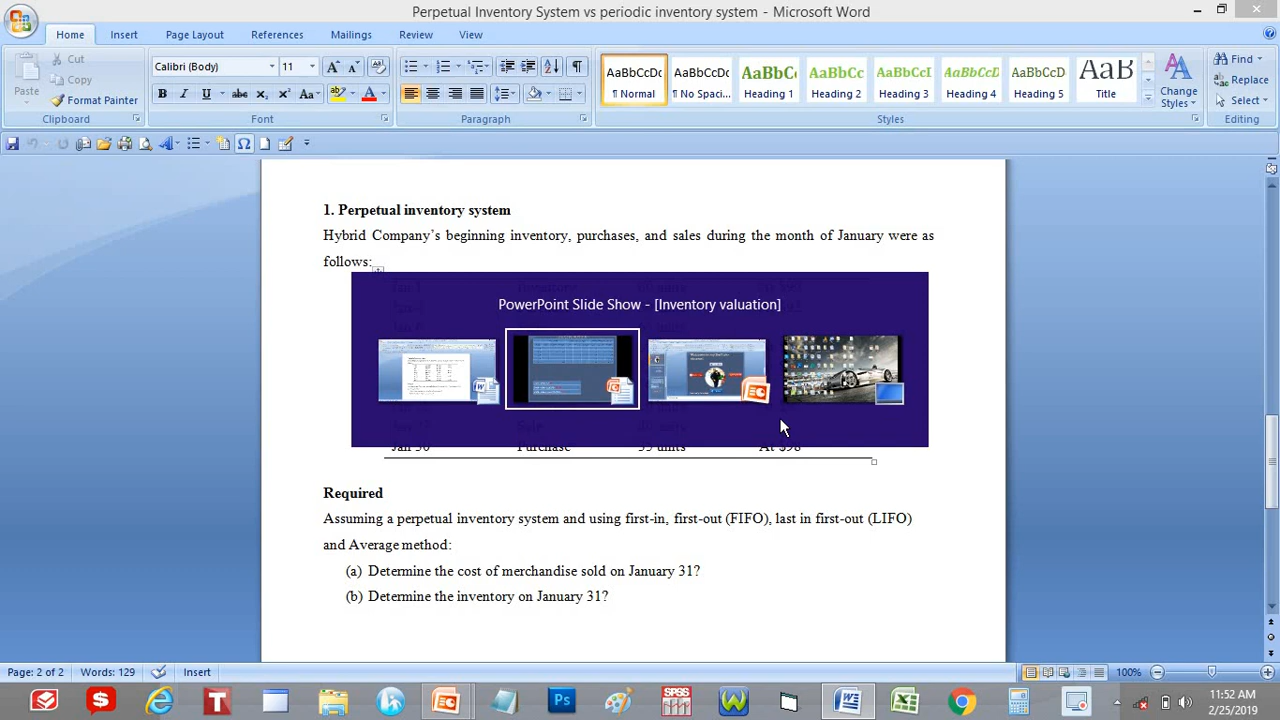 Perpetual Inventory System vs periodic inventory system - Microsoft Word
Home Insert Page Layout References Mailings Review View
Cut
Copy
Paste
Format Painter
Clipboard
Calibri (Body) 11
Font
Paragraph
AaBbCcDc AaBbCcDc AaBbCc AaBbCc AaBbCcD AaBbCcD AaBbCcD AaB
¶ Normal ¶ No Spaci... Heading 1 Heading 2 Heading 3 Heading 4 Heading 5 Title
Change Styles
Styles
Find
Replace
Select
Editing
1. Perpetual inventory system
Hybrid Company's beginning inventory, purchases, and sales during the month of January were as
follows:
PowerPoint Slide Show - [Inventory valuation]
Jan 30 Purchase 35 units At $98
Required
Assuming a perpetual inventory system and using first-in, first-out (FIFO), last in first-out (LIFO)
and Average method:
(a) Determine the cost of merchandise sold on January 31?
(b) Determine the inventory on January 31?
Page: 2 of 2 Words: 129 Insert 100%
11:52 AM
2/25/2019